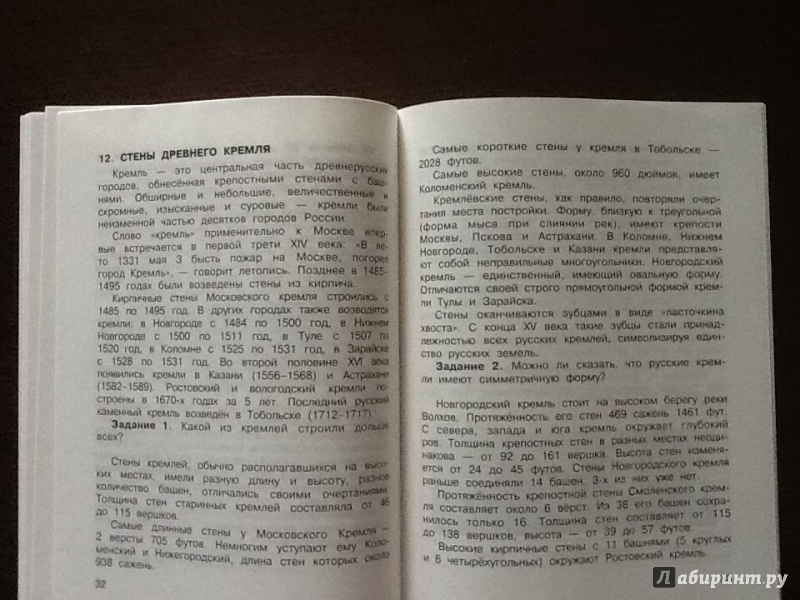 12. СТЕНЫ ДРЕВНЕГО КРЕМЛЯ
Кремль — это центральная часть древнерусских
городов, обнесённая крепостными стенами с баш-
нями. Обширные и небольшие, величественные и
скромные, изысканные и суровые — кремли были
неизменной частью десятков городов России.
Слово «кремль» применительно к Москве впер-
вые встречается в первой трети XIV века: «В ле-
то 1331 мая 3 бысть пожар на Москве, погорел
город Кремль», — говорит летопись. Позднее в 1485-
1495 годах были возведены стены из кирпича.
Кирпичные стены Московского кремля строились с
1485 по 1495 год. В других городах также возводятся
кремли: в Новгороде с 1484 по 1500 год, в Нижнем
Новгороде с 1500 по 1511 год, в Туле с 1507 по
1520 год, в Коломне с 1525 по 1531 год, в Зарайске
с 1528 по 1531 год. Во второй половине XVI века
появились кремли в Казани (1556–1568) и Астрахани
(1582–1589). Ростовский и вологодский кремли по-
строены в 1670-х годах за 5 лет. Последний русский
каменный кремль возведён в Тобольске (1712–1717).
Задание 1. Какой из кремлей строили дольше
всех?
Стены кремлей, обычно располагавшихся на высо-
ких местах, имели разную длину и высоту, разное
количество башен, отличались своими очертаниями.
Толщина стен старинных кремлей составляла от 46
до 115 вершков.
Самые длинные стены у Московского Кремля —
2 версты 705 футов. Немногим уступают ему Коло-
менский и Нижегородский, длина стен которых около
938 сажень.
32
Самые короткие стены у кремля в Тобольске —
2028 футов.
Самые высокие стены, около 960 дюймов, имеет
Коломенский кремль.
Кремлёвские стены, как правило, повторяли очер-
тания места постройки. Форму, близкую к треугольной
(форма мыса при слиянии рек), имеют крепости
Москвы, Пскова и Астрахани. В Коломне, Нижнем
Новгороде, Тобольске и Казани кремли представля-
ют собой неправильные многоугольники. Новгородский
кремль — единственный, имеющий овальную форму.
Отличаются своей строго прямоугольной формой крем-
ли Тулы и Зарайска.
Стены оканчиваются зубцами в виде «ласточкина
хвоста». С конца XV века такие зубцы стали принад-
лежностью всех русских кремлей, символизируя един-
ство русских земель.
Задание 2. Можно ли сказать, что русские крем-
ли имеют симметричную форму?
Новгородский кремль стоит на высоком берегу реки
Волхов. Протяжённость его стен 469 сажень 1461 фут.
С севера, запада и юга кремль окружает глубокий
ров. Толщина крепостных стен в разных местах неоди-
накова — от 92 до 161 вершка. Высота стен изменя-
ется от 24 до 45 футов. Стены Новгородского кремля
раньше соединяли 14 башен, 3-х из них уже нет.
Протяжённость крепостной стены Смоленского крем-
ля составляет около 6 вёрст. Из 38 его башен сохра-
нилось только 16. Толщина стен составляет от 115
до 138 вершков, высота — от 39 до 57 футов.
Высокие кирпичные стены с 11 башнями (5 круглых
и 6 четырёхугольных) окружают Ростовский кремль.
Лабиринт.ру